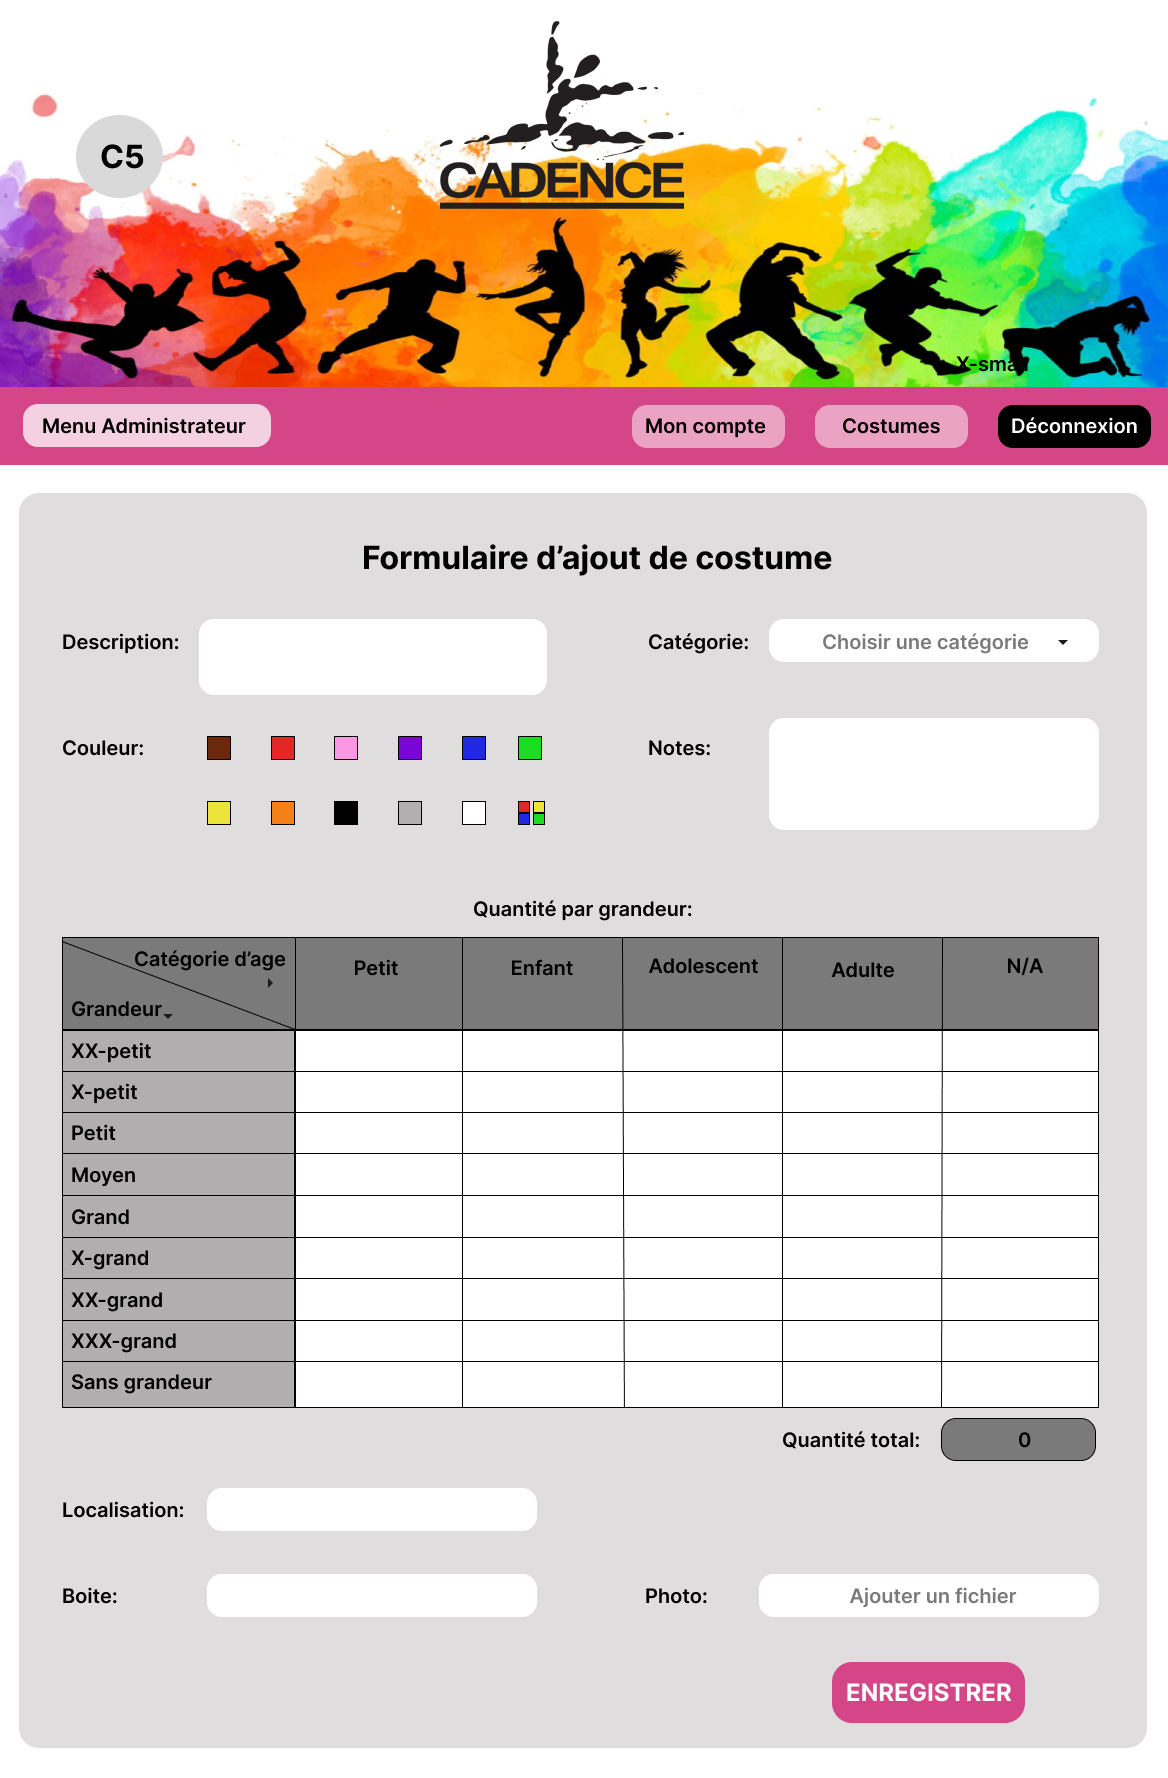 CADENCE
C5
X-small
Menu Administrateur
Mon compte
Costumes
Déconnexion
Formulaire d’ajout de costume
Description:
Catégorie:
Choisir une catégorie
Couleur:
Notes:
Quantité par grandeur:
Catégorie d’age
Grandeur
Petit
Enfant
Adolescent
Adulte
N/A
XX-petit
X-petit
Petit
Moyen
Grand
X-grand
XX-grand
XXX-grand
Sans grandeur
Quantité total:
0
Localisation:
Boite:
Photo:
Ajouter un fichier
ENREGISTRER